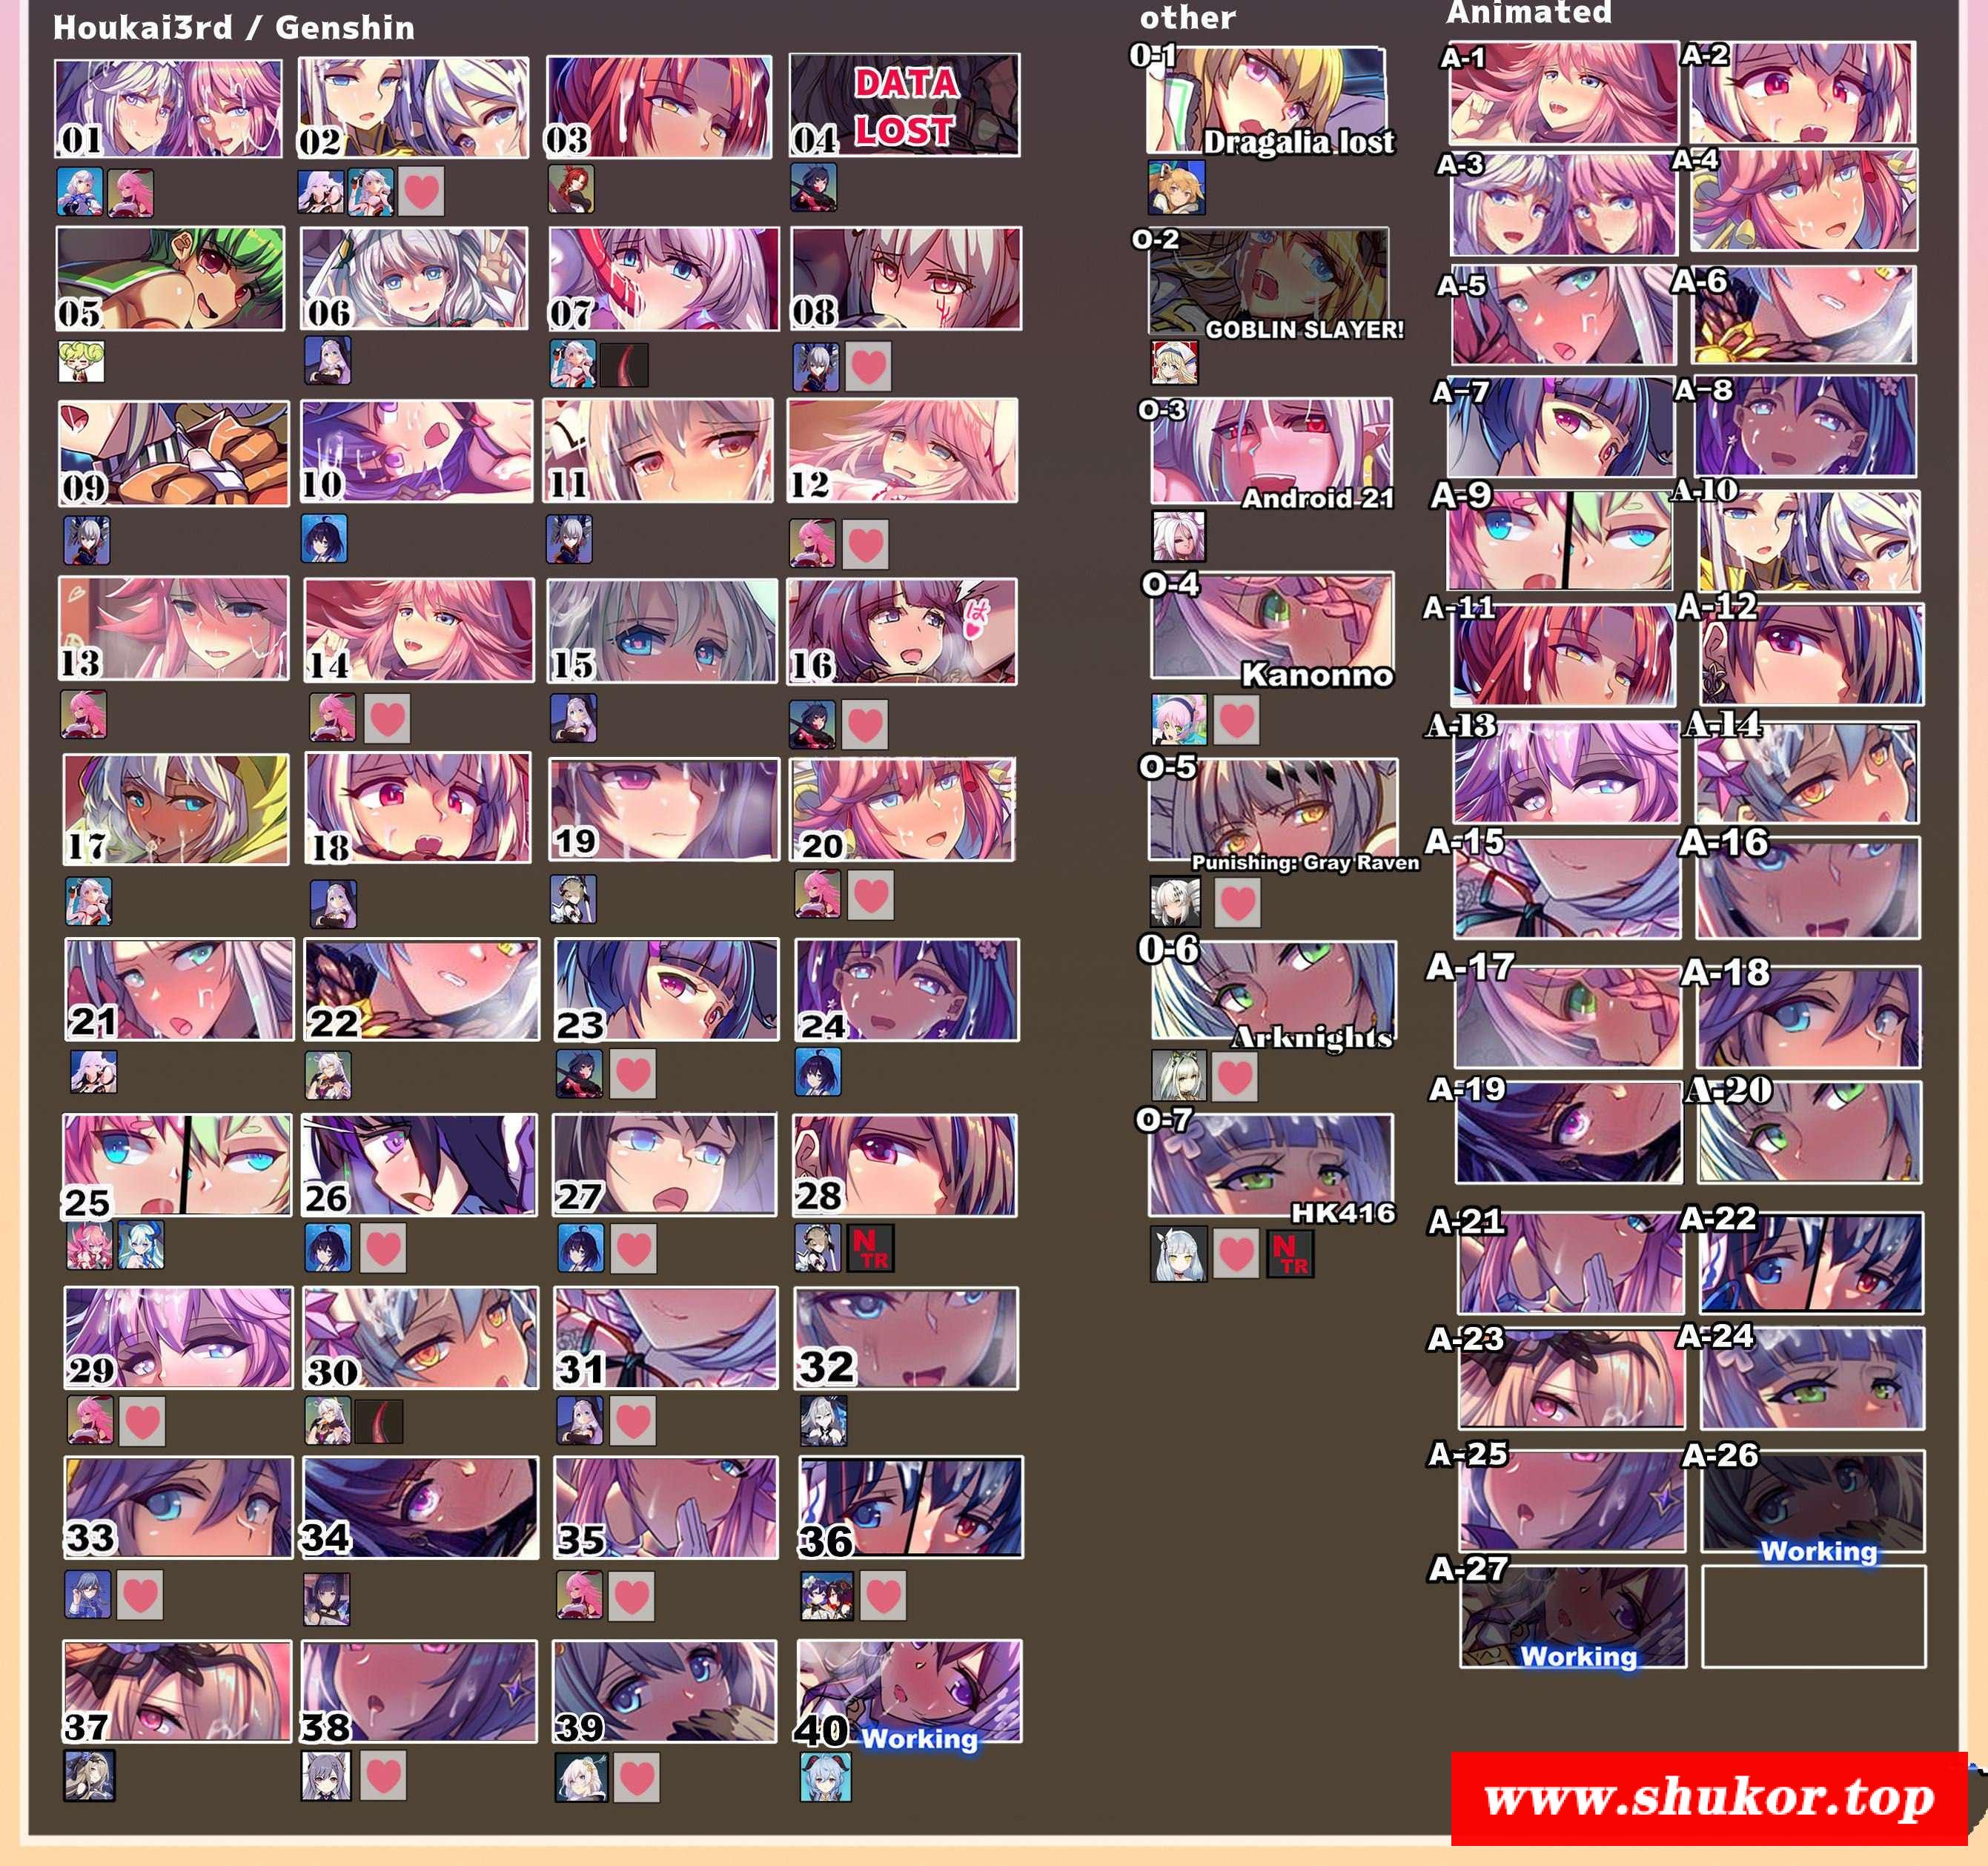 Houkai3rd / Genshin
01
02
03
04
DATA
LOST
05
06
07
08
09
10
11
12
13
14
15
16
は
17
18
19
20
21
22
23
24
25
26
27
28
N
TR
29
30
31
32
33
34
35
36
37
38
39
40
Working
other
O-1
Dragalia lost
O-2
GOBLIN SLAYER!
O-3
Android 21
O-4
Kanonno
O-5
Punishing: Gray Raven
O-6
Arknights
O-7
HK416
N
TR
Animated
A-1
A-2
A-3
A-4
A-5
A-6
A-7
A-8
A-9
A-10
A-11
A-12
A-13
A-14
A-15
A-16
A-17
A-18
A-19
A-20
A-21
A-22
A-23
A-24
A-25
A-26
Working
A-27
Working
www.shukor.top